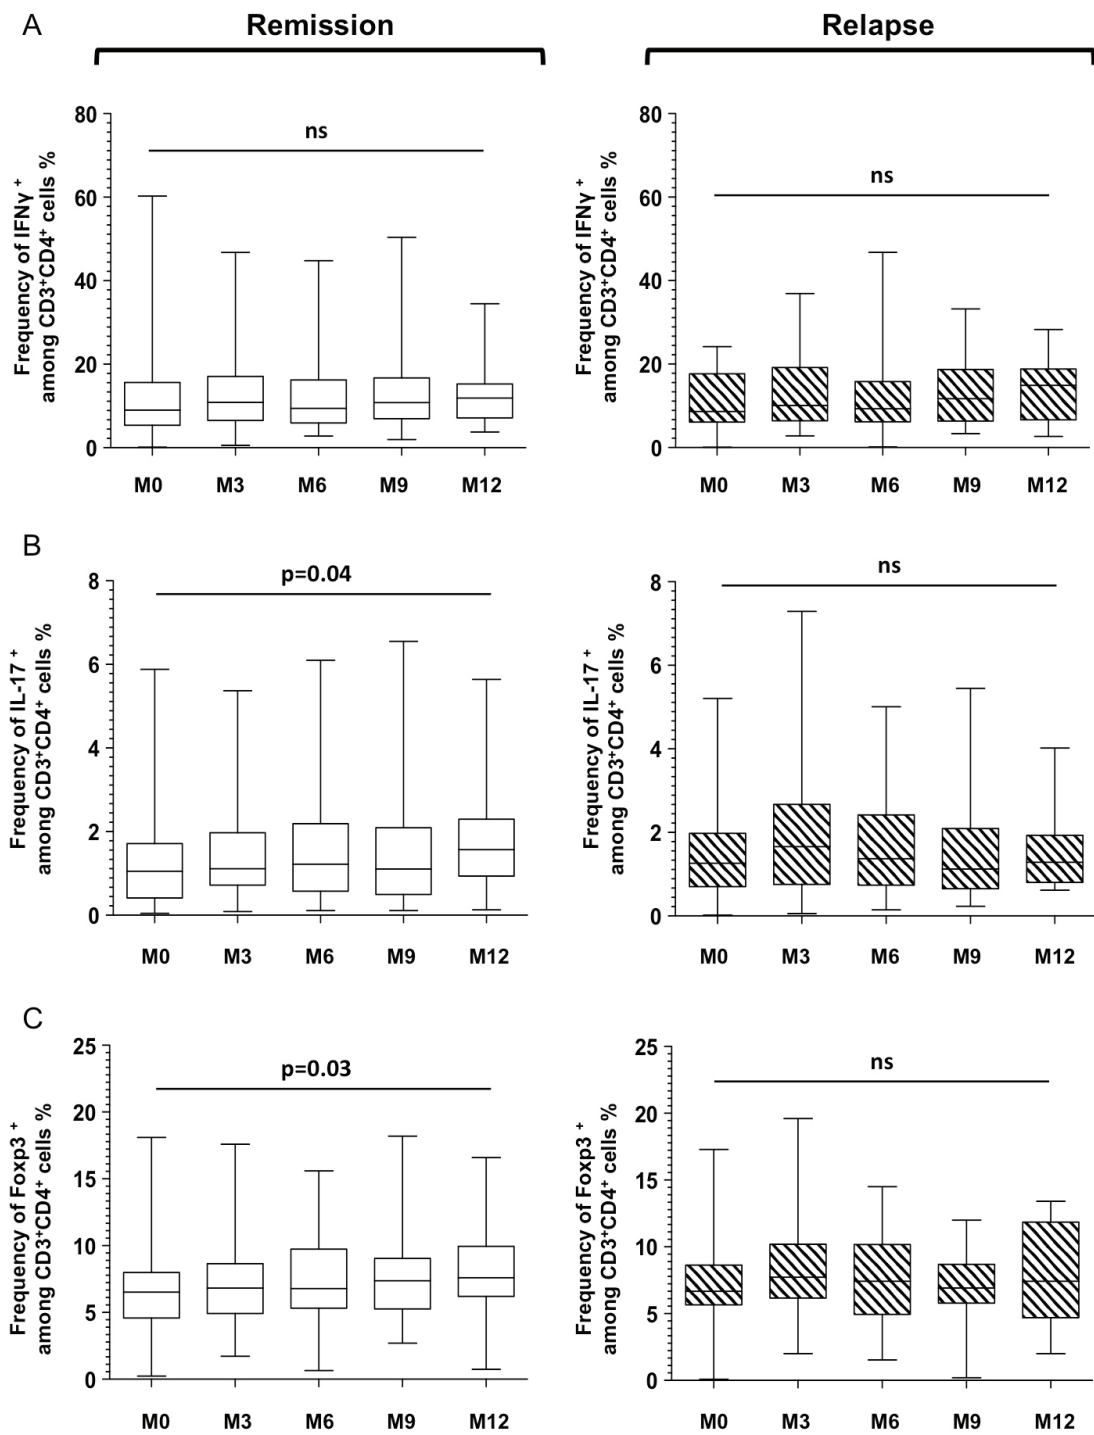 A
Remission
Relapse
Frequency of IFNγ +
among CD3+CD4+ cells %
80
60
40
20
0
ns
M0 M3 M6 M9 M12
Frequency of IFNγ +
among CD3+CD4+ cells %
80
60
40
20
0
ns
M0 M3 M6 M9 M12
B
Frequency of IL-17 +
among CD3+CD4+ cells %
8
6
4
2
0
p=0.04
M0 M3 M6 M9 M12
Frequency of IL-17 +
among CD3+CD4+ cells %
8
6
4
2
0
ns
M0 M3 M6 M9 M12
C
Frequency of Foxp3 +
among CD3+CD4+ cells %
25
20
15
10
5
0
p=0.03
M0 M3 M6 M9 M12
Frequency of Foxp3 +
among CD3+CD4+ cells %
25
20
15
10
5
0
ns
M0 M3 M6 M9 M12